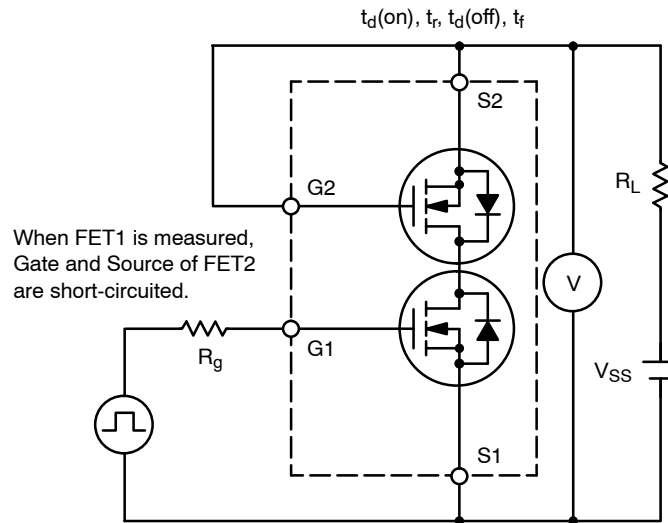 td(on), tr, td(off), tf
S2
G2
RL
When FET1 is measured,
Gate and Source of FET2
are short-circuited.
V
Rg
G1
VSS
S1